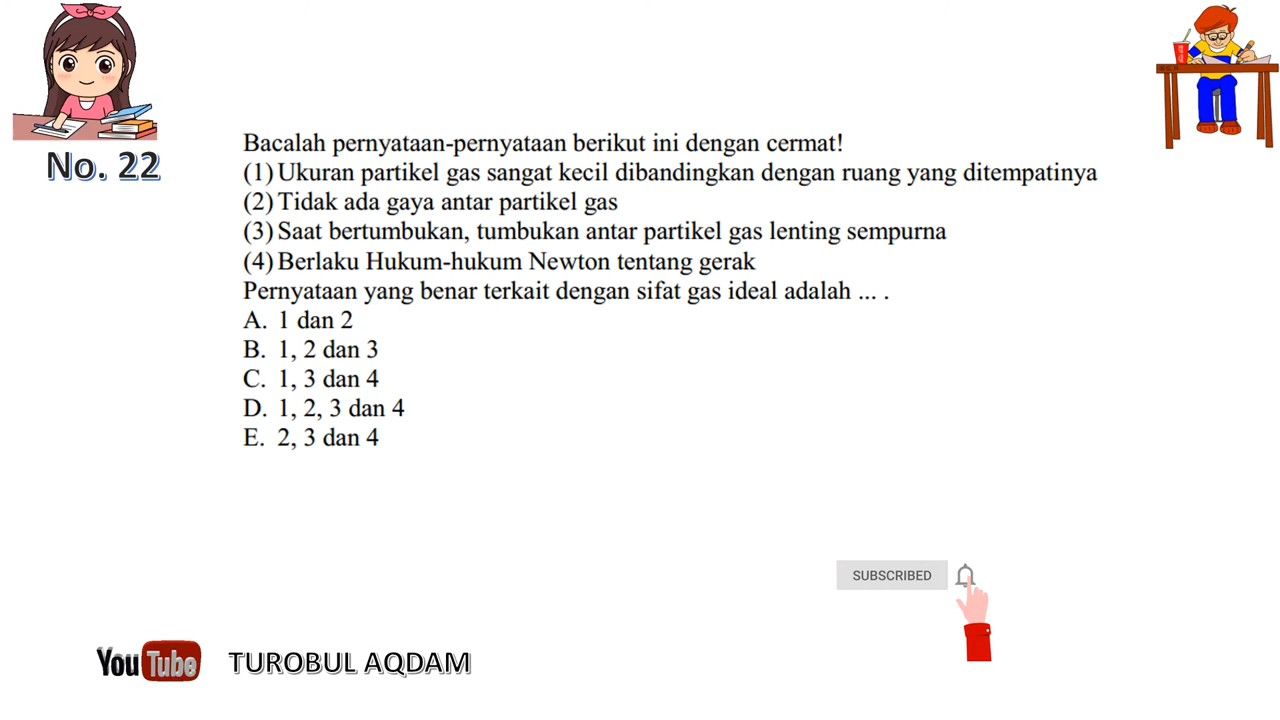 No. 22
Bacalah pernyataan-pernyataan berikut ini dengan cermat!
(1) Ukuran partikel gas sangat kecil dibandingkan dengan ruang yang ditempatinya
(2) Tidak ada gaya antar partikel gas
(3) Saat bertumbukan, tumbukan antar partikel gas lenting sempurna
(4) Berlaku Hukum-hukum Newton tentang gerak
Pernyataan yang benar terkait dengan sifat gas ideal adalah ... .
A. 1 dan 2
B. 1, 2 dan 3
C. 1, 3 dan 4
D. 1, 2, 3 dan 4
E. 2, 3 dan 4
SUBSCRIBED
YouTube TUROBUL AQDAM